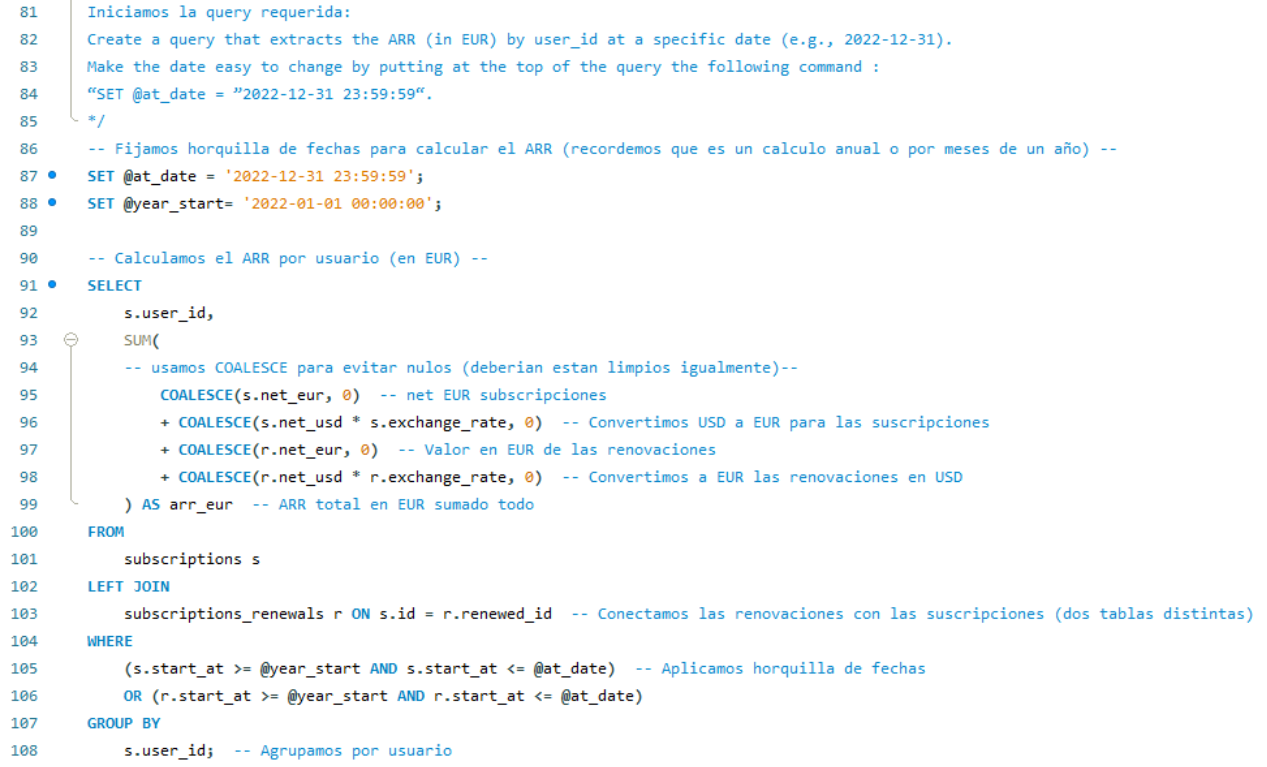 81 Iniciamos la query requerida:
82 Create a query that extracts the ARR (in EUR) by user_id at a specific date (e.g., 2022-12-31).
83 Make the date easy to change by putting at the top of the query the following command :
84 “SET @at_date = ”2022-12-31 23:59:59“.
85 */
86 -- Fijamos horquilla de fechas para calcular el ARR (recordemos que es un calculo anual o por meses de un año) --
87 SET @at_date = '2022-12-31 23:59:59';
88 SET @year_start= '2022-01-01 00:00:00';
89
90 -- Calculamos el ARR por usuario (en EUR) --
91 SELECT
92 s.user_id,
93 SUM(
94 -- usamos COALESCE para evitar nulos (deberian estan limpios igualmente)--
95 COALESCE(s.net_eur, 0)  -- net EUR subscripciones
96 + COALESCE(s.net_usd * s.exchange_rate, 0)  -- Convertimos USD a EUR para las suscripciones
97 + COALESCE(r.net_eur, 0)  -- Valor en EUR de las renovaciones
98 + COALESCE(r.net_usd * r.exchange_rate, 0)  -- Convertimos a EUR las renovaciones en USD
99 ) AS arr_eur  -- ARR total en EUR sumado todo
100 FROM
101 subscriptions s
102 LEFT JOIN
103 subscriptions_renewals r ON s.id = r.renewed_id  -- Conectamos las renovaciones con las suscripciones (dos tablas distintas)
104 WHERE
105 (s.start_at >= @year_start AND s.start_at <= @at_date)  -- Aplicamos horquilla de fechas
106 OR (r.start_at >= @year_start AND r.start_at <= @at_date)
107 GROUP BY
108 s.user_id;  -- Agrupamos por usuario